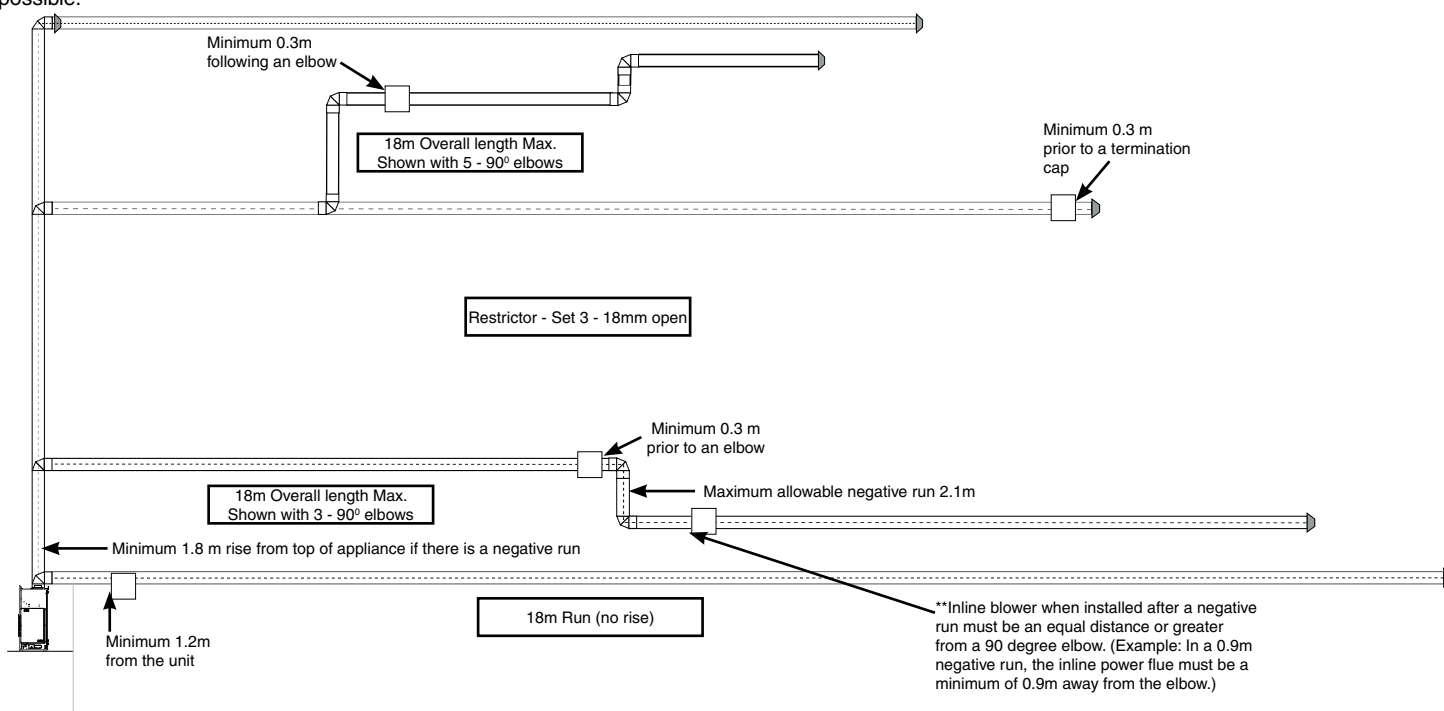 possible.
Minimum 0.3m
following an elbow
18m Overall length Max.
Shown with 5 - 90⁰ elbows
Minimum 0.3 m
prior to a termination
cap
Restrictor - Set 3 - 18mm open
Minimum 0.3 m
prior to an elbow
Maximum allowable negative run 2.1m
18m Overall length Max.
Shown with 3 - 90⁰ elbows
Minimum 1.8 m rise from top of appliance if there is a negative run
18m Run (no rise)
Minimum 1.2m
from the unit
**Inline blower when installed after a negative
run must be an equal distance or greater
from a 90 degree elbow. (Example: In a 0.9m
negative run, the inline power flue must be a
minimum of 0.9m away from the elbow.)